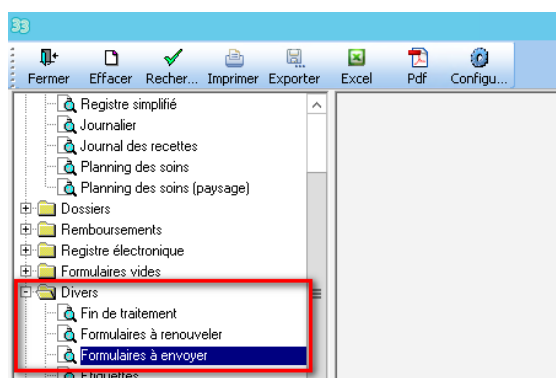 Fermer Effacer Recher... Imprimer Exporter Excel Pdf Configu...
Registre simplifié
Journalier
Journal des recettes
Planning des soins
Planning des soins (paysage)
Dossiers
Remboursements
Registre électronique
Formulaires vides
Divers
Fin de traitement
Formulaires à renouveler
Formulaires à envoyer
Etiquettes